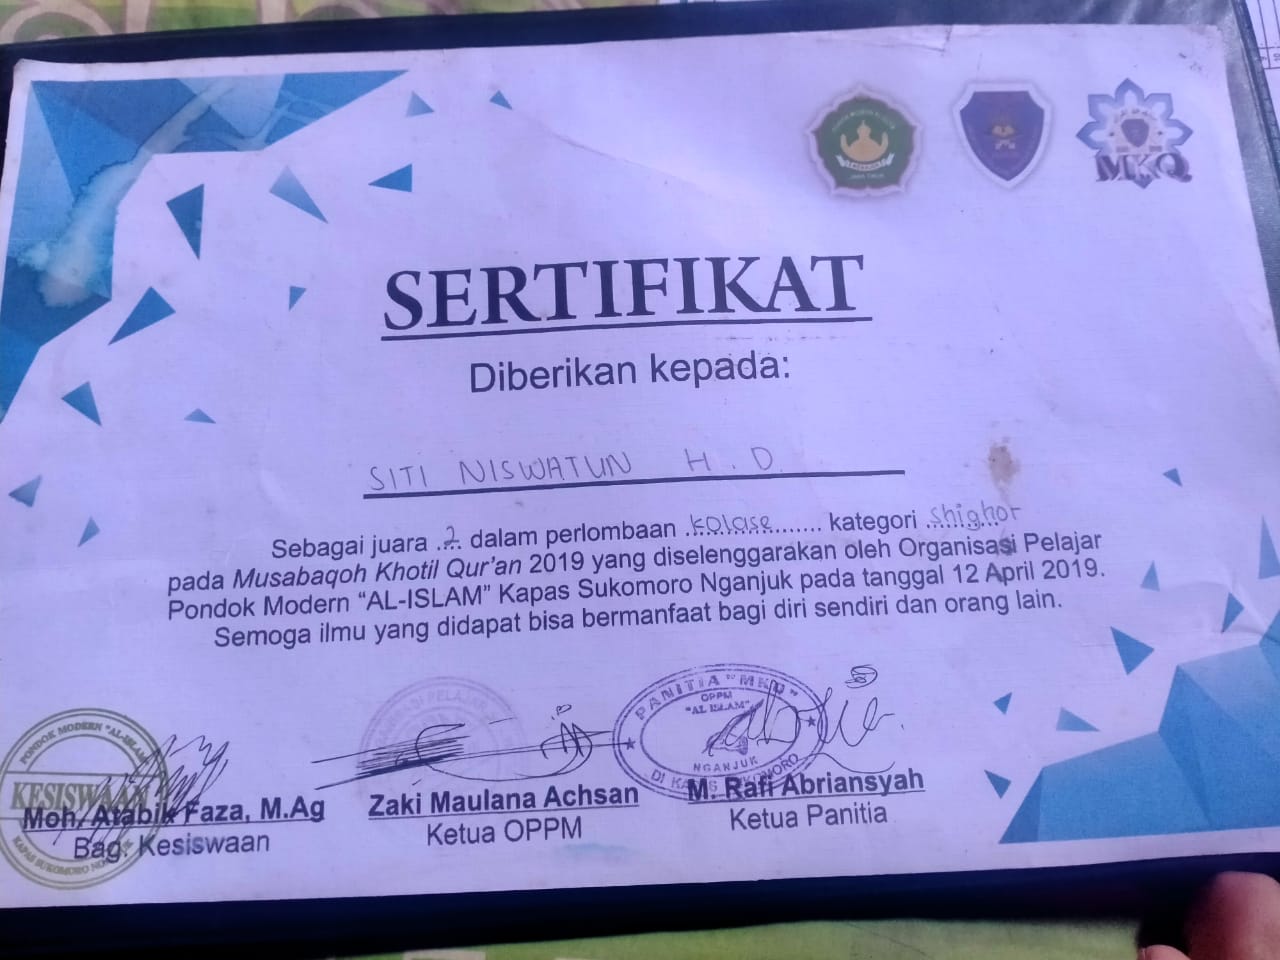 MKQ
SERTIFIKAT
Diberikan kepada:
SITI NISWATUN H.D.
Sebagai juara ..2.. dalam perlombaan ..kolase....... kategori ..shighor
pada Musabaqoh Khotil Qur'an 2019 yang diselenggarakan oleh Organisasi Pelajar
Pondok Modern "AL-ISLAM" Kapas Sukomoro Nganjuk pada tanggal 12 April 2019.
Semoga ilmu yang didapat bisa bermanfaat bagi diri sendiri dan orang lain.
PONDOK MODERN "AL-ISLAM"
KESISWAAN
KAPAS SUKOMORO
PANITIA "MKQ"
OPPM
"AL ISLAM"
NGANJUK
DI KAPAS SUKOMORO
Moh. Atabik Faza, M.Ag
Bag. Kesiswaan
Zaki Maulana Achsan
Ketua OPPM
M. Rafi Abriansyah
Ketua Panitia